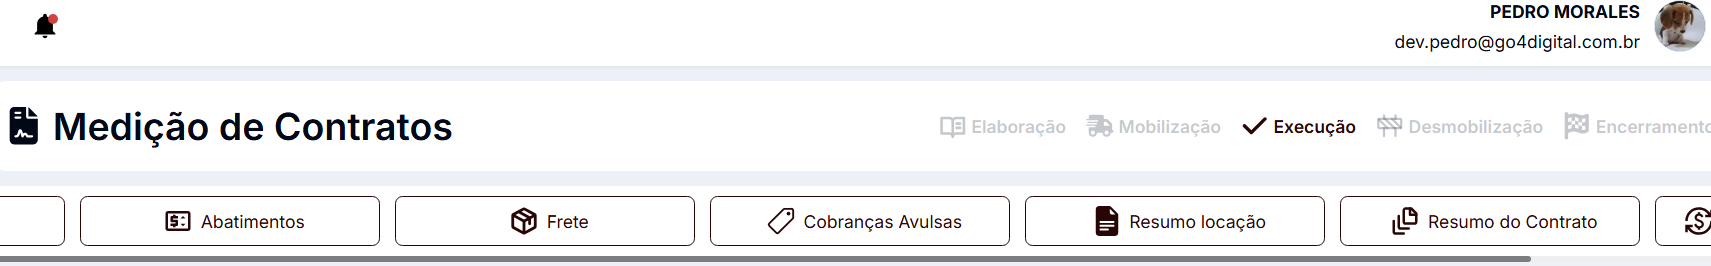 PEDRO MORALES
dev.pedro@go4digital.com.br
Medição de Contratos
Elaboração
Mobilização
Execução
Desmobilização
Encerramento
Abatimentos
Frete
Cobranças Avulsas
Resumo locação
Resumo do Contrato